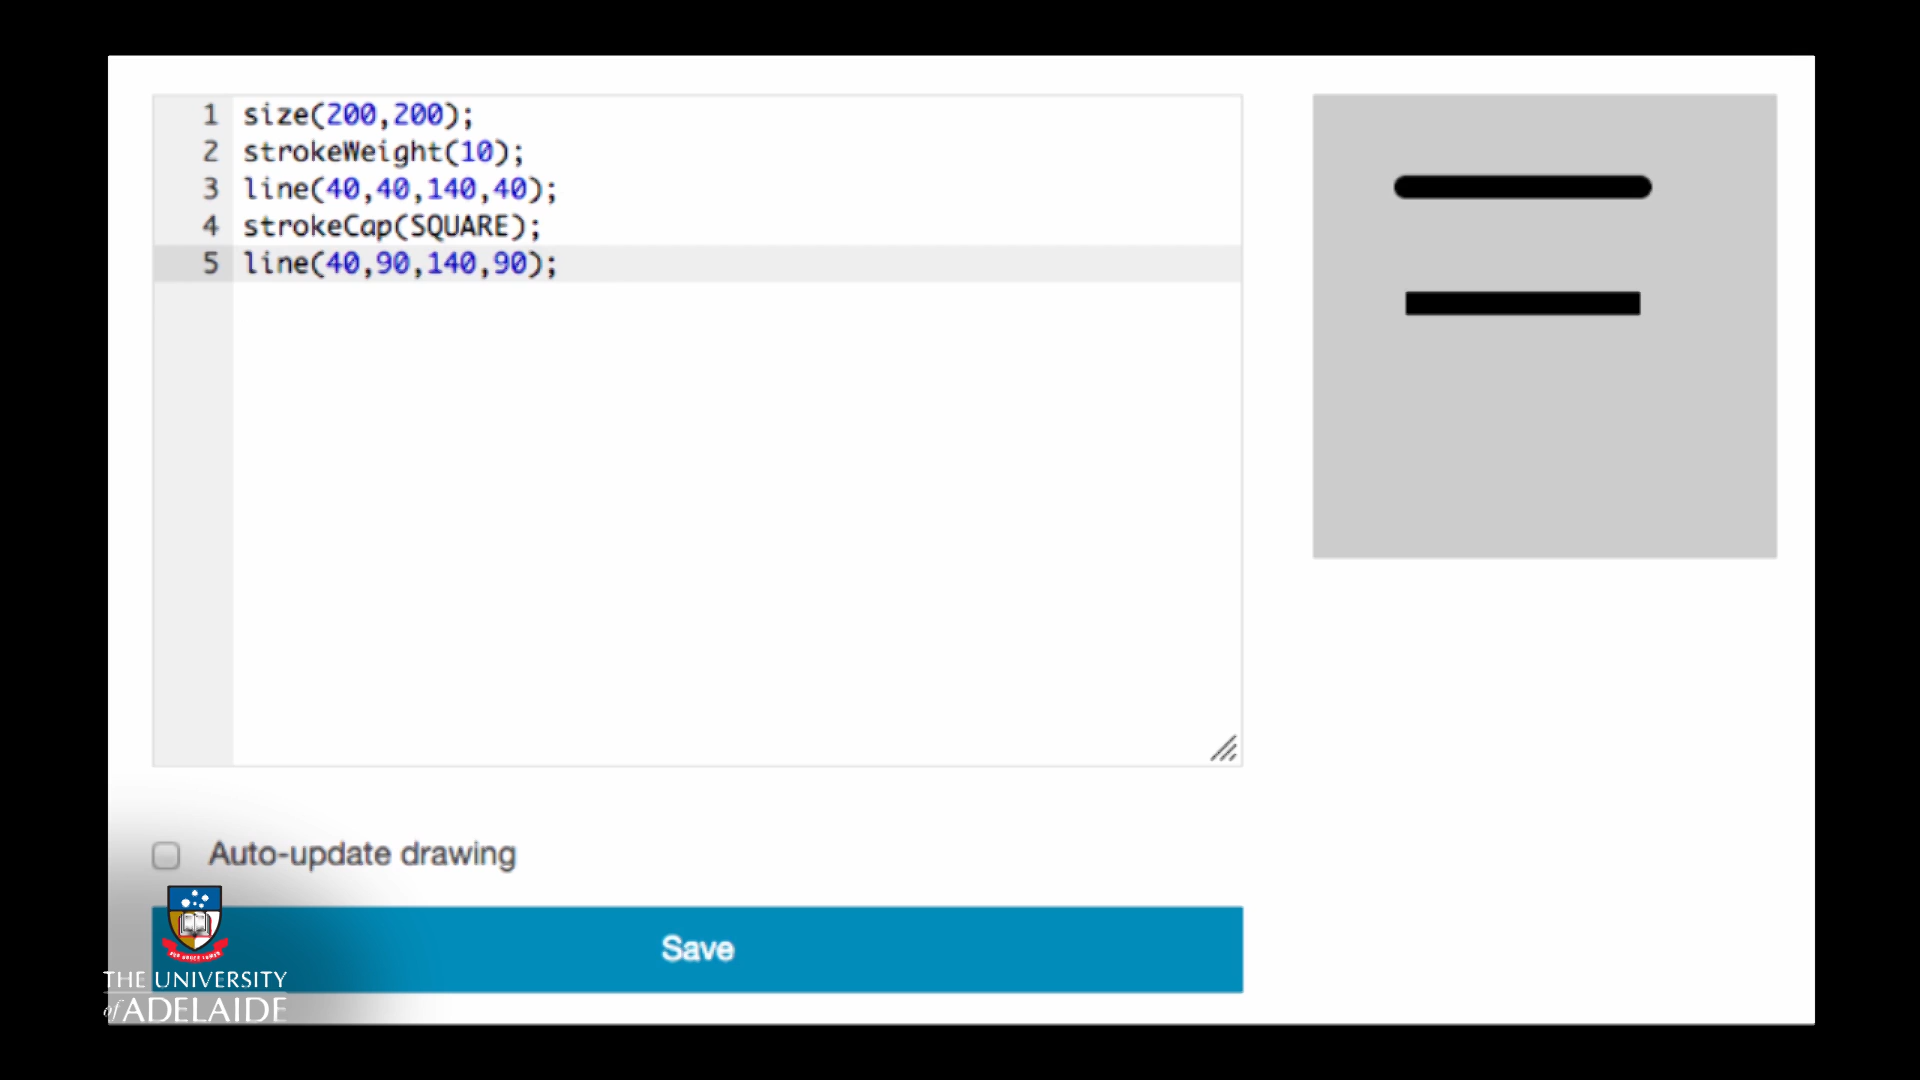 1 size(200,200);
2 strokeWeight(10);
3 line(40,40,140,40);
4 strokeCap(SQUARE);
5 line(40,90,140,90);
Auto-update drawing
Save
THE UNIVERSITY
of ADELAIDE